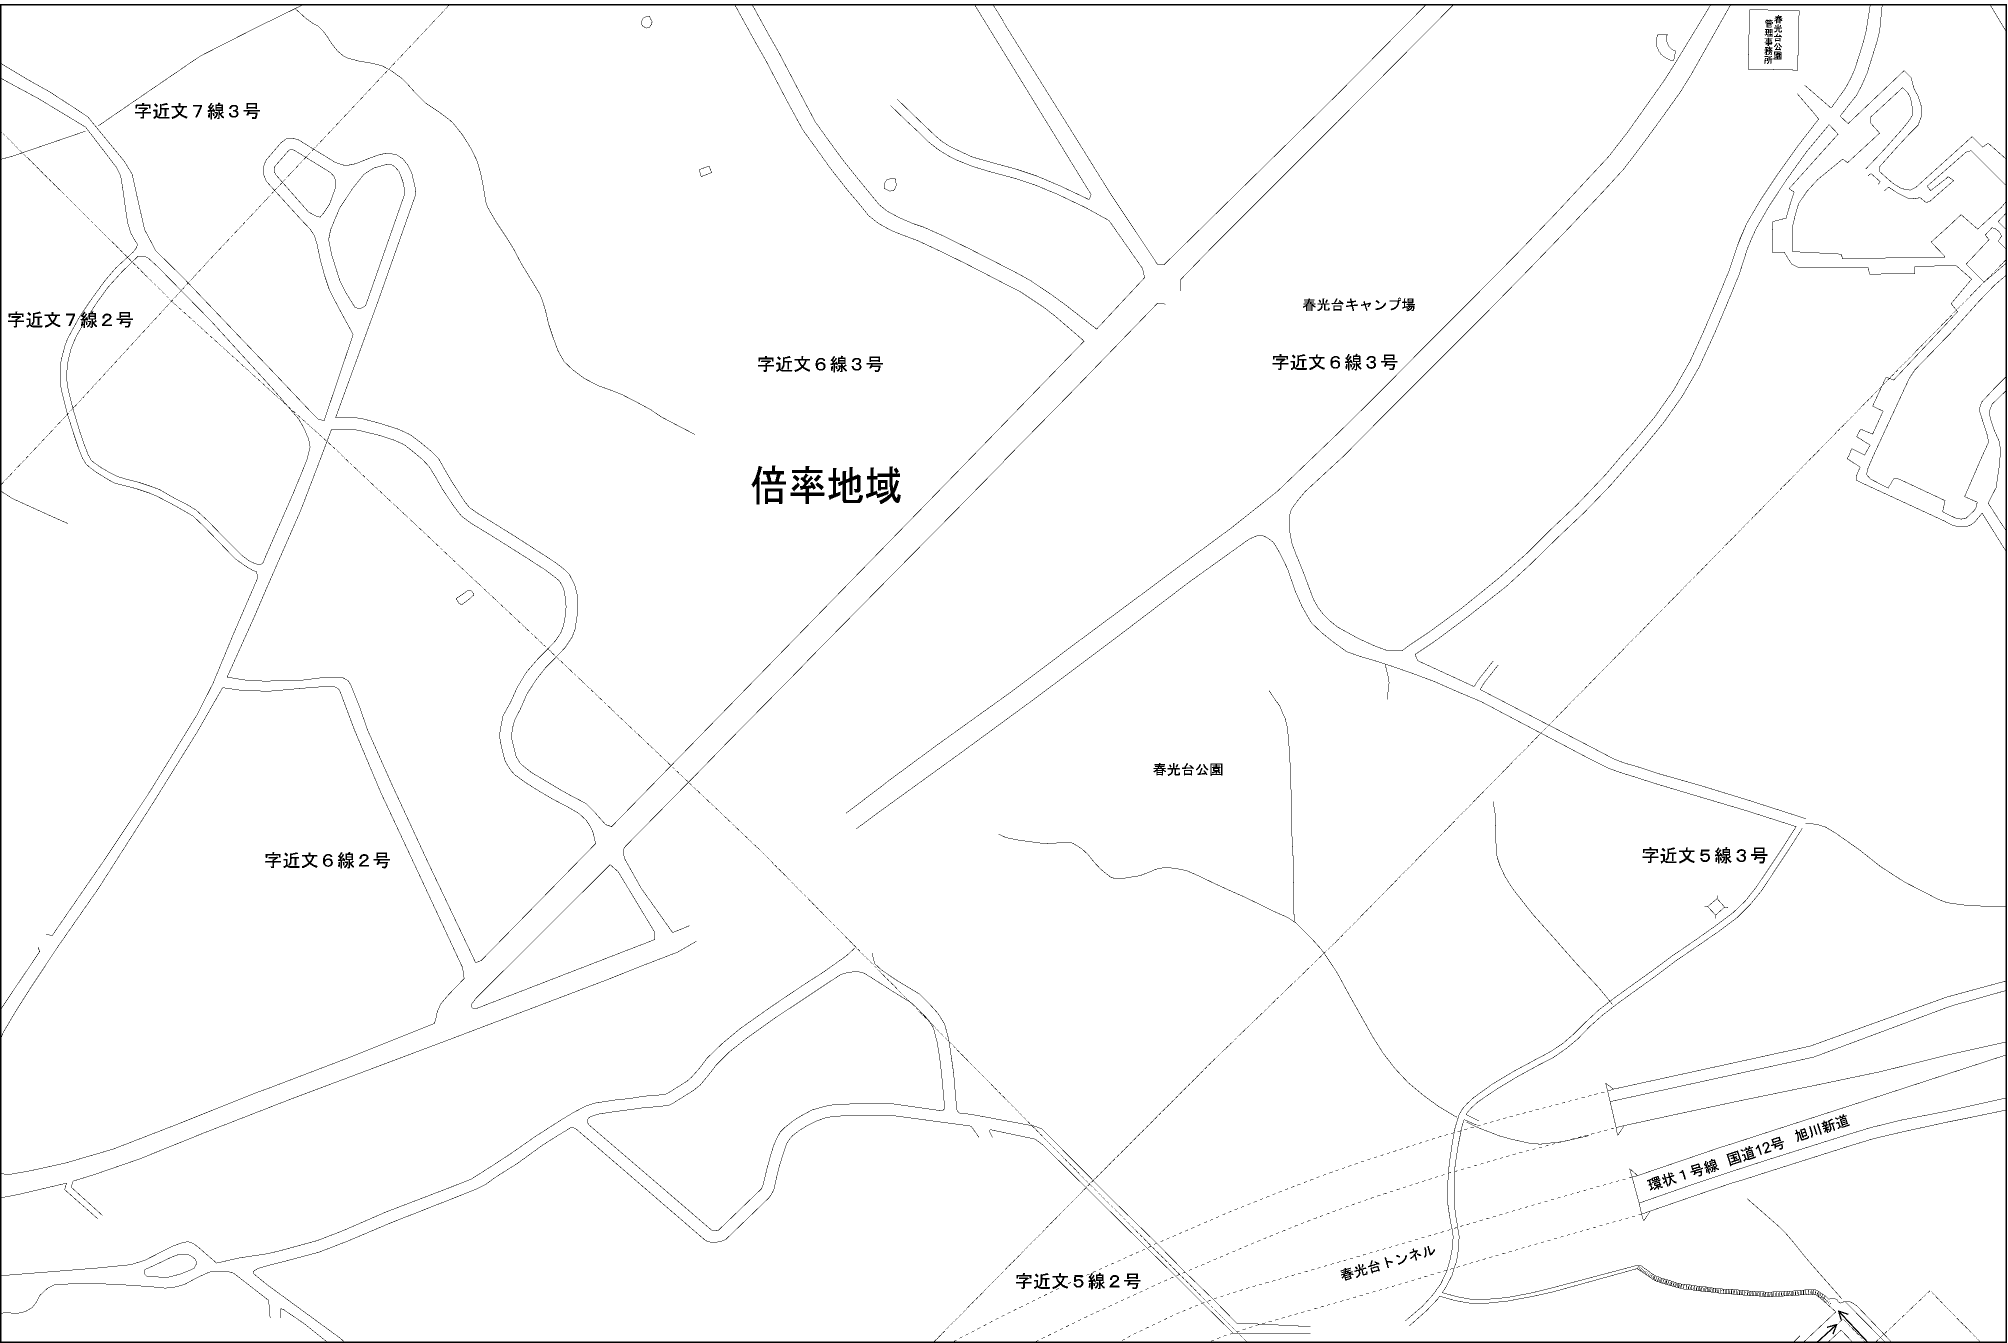 春光台公園
管理事務所
字近文７線３号
春光台キャンプ場
字近文７線２号
字近文６線３号
字近文６線３号
倍率地域
春光台公園
字近文５線３号
字近文６線２号
環状１号線 国道12号 旭川新道
春光台トンネル
字近文５線２号